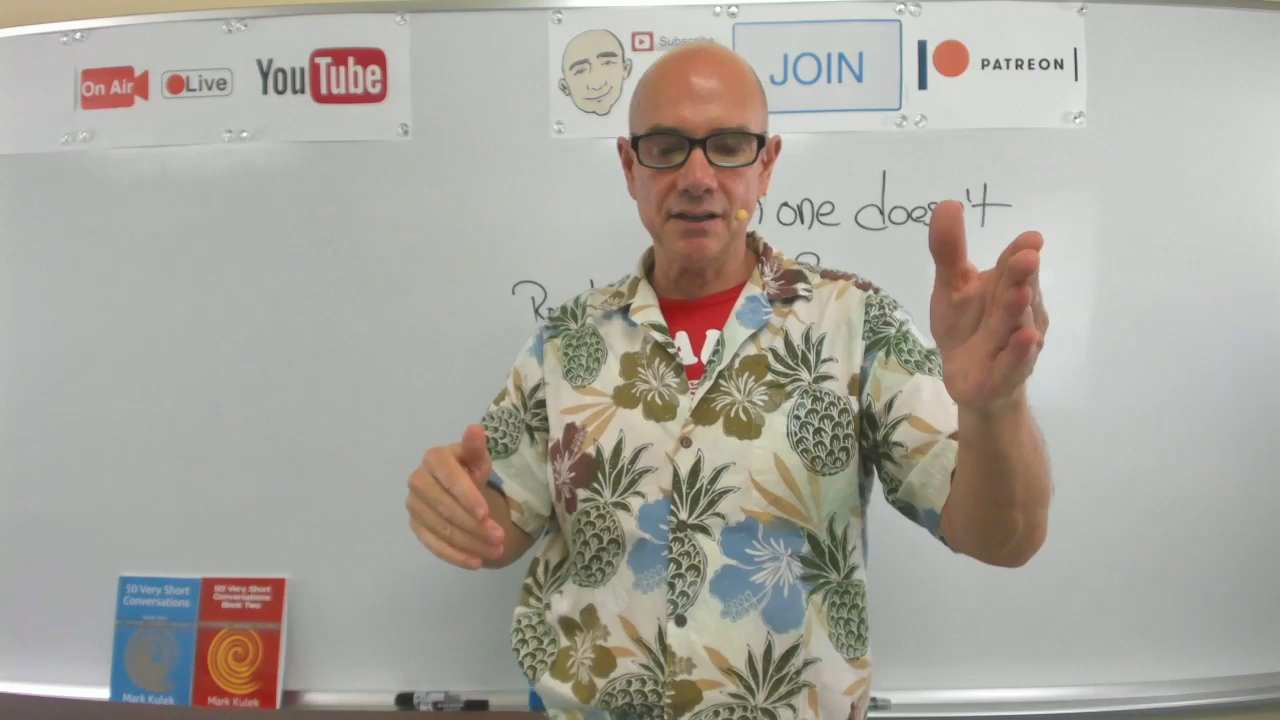 On Air
Live
YouTube
Subscribe
JOIN
PATREON
one doesn't
50 Very Short
Conversations
50 Very Short
Conversations
Book Two
Mark Kulek
Mark Kulek